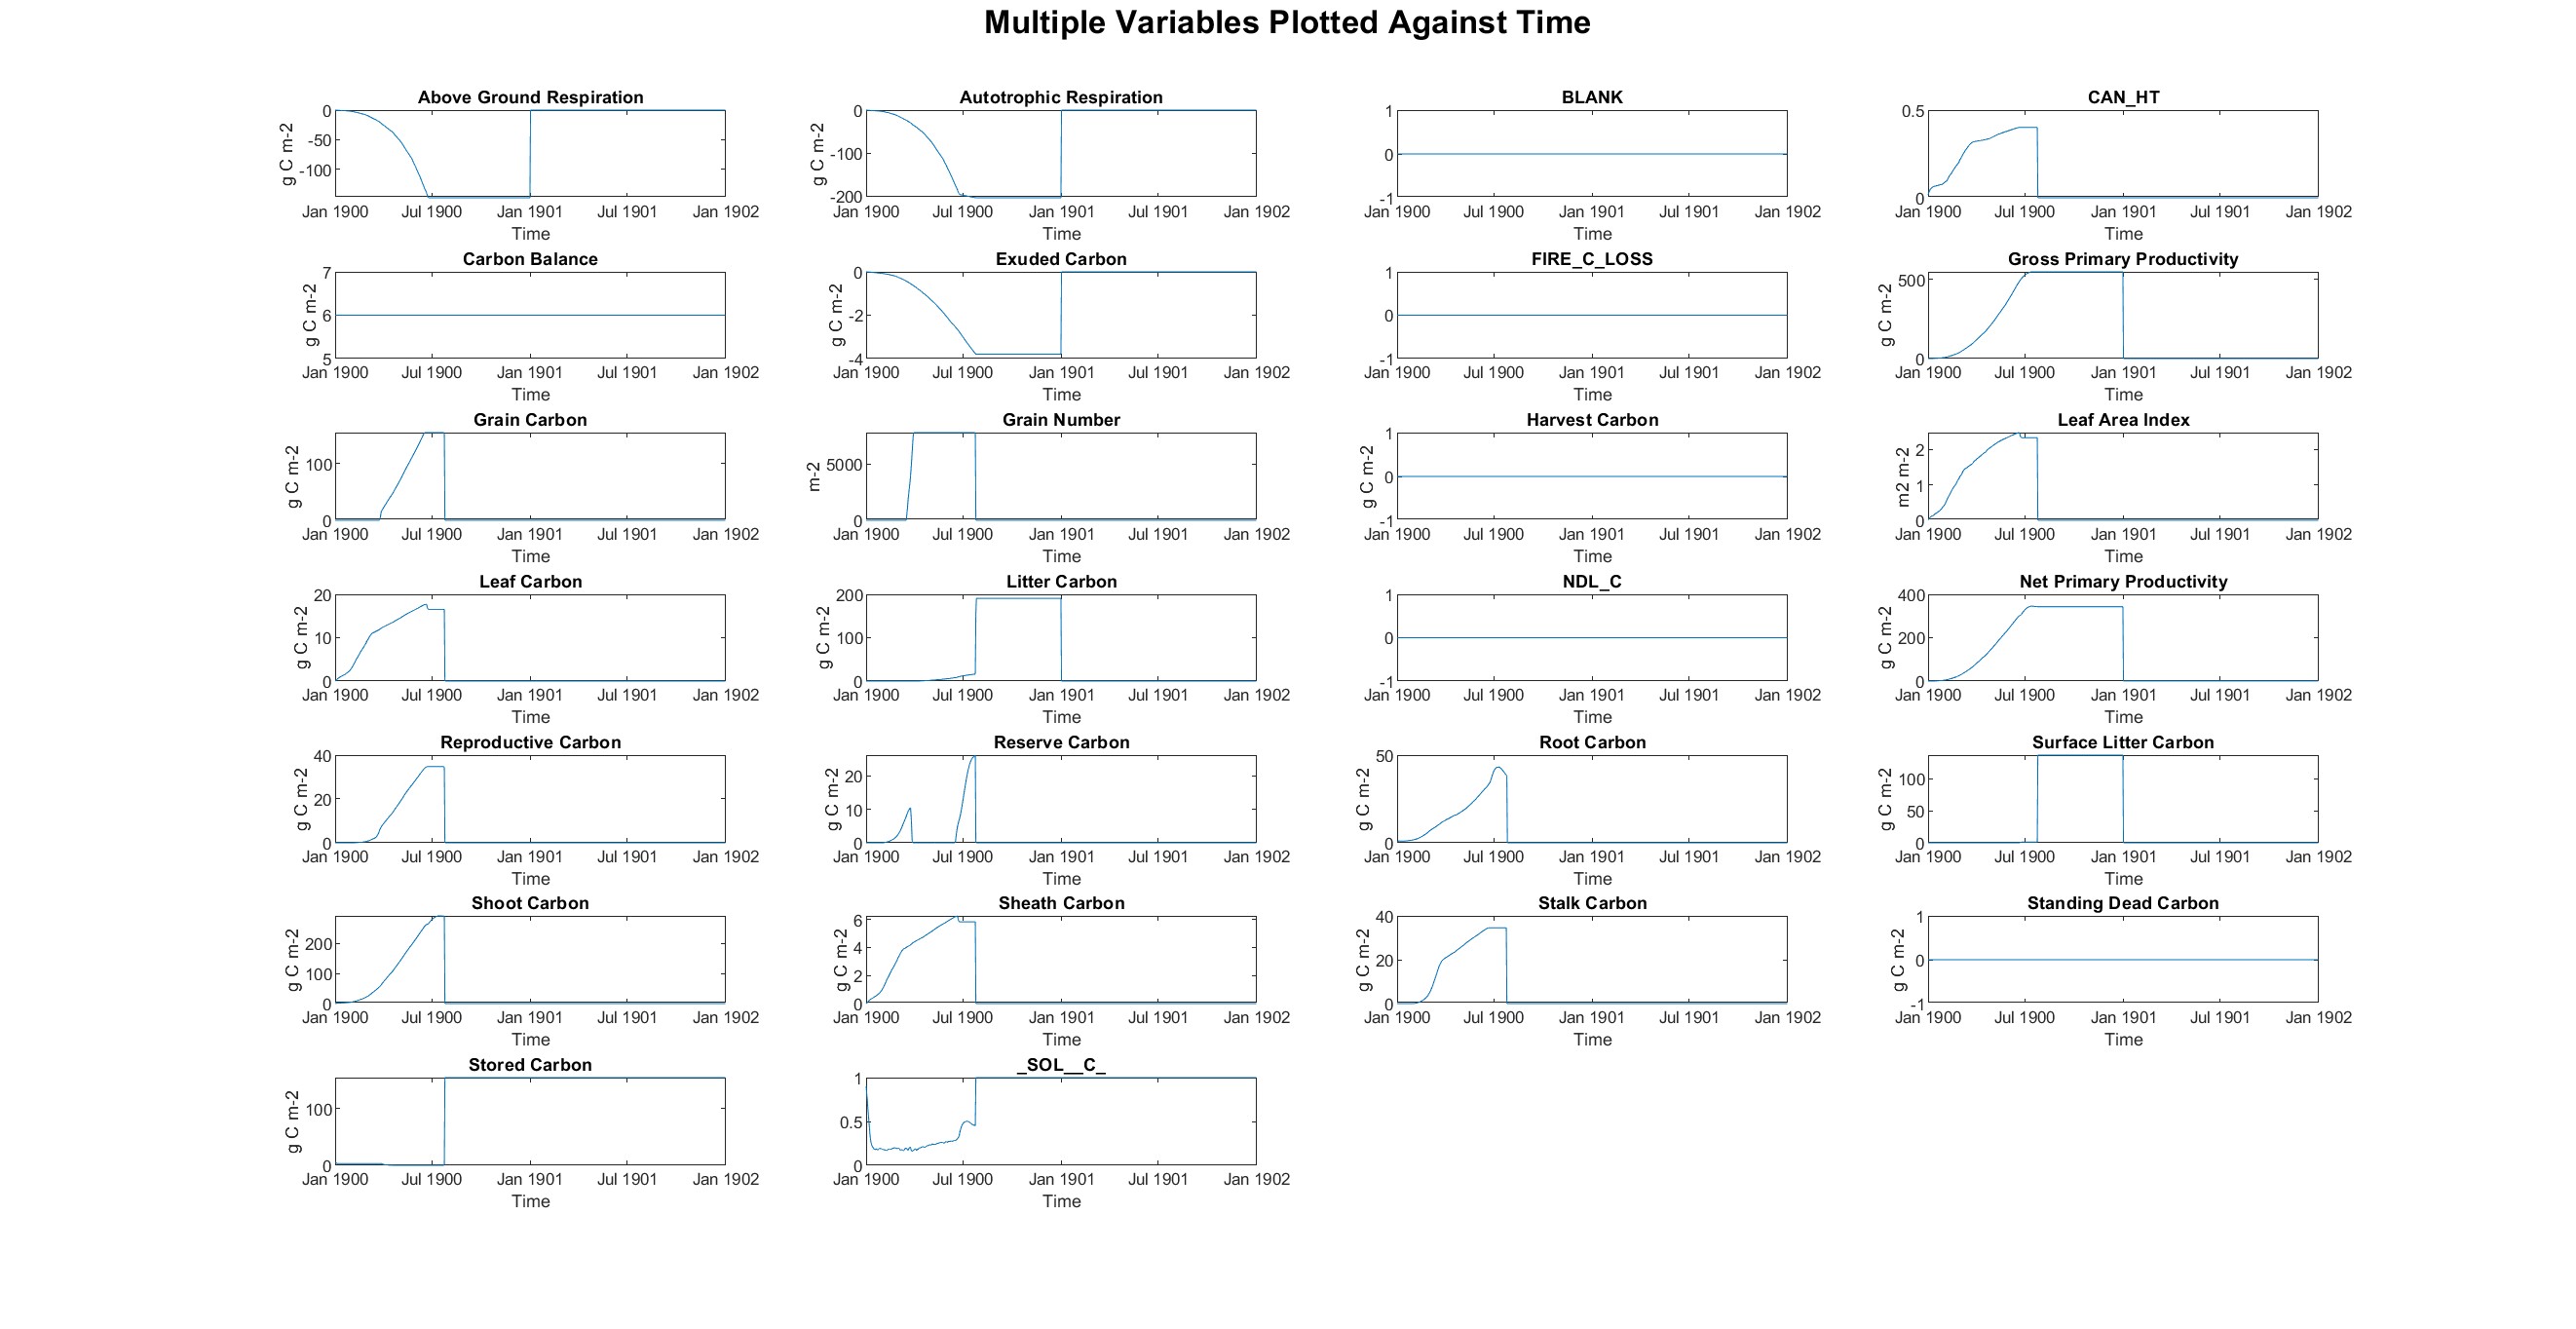 Multiple Variables Plotted Against Time
Above Ground Respiration
g C m-2
0
-50
-100
Jan 1900 Jul 1900 Jan 1901 Jul 1901 Jan 1902
Time
Autotrophic Respiration
g C m-2
0
-100
-200
Jan 1900 Jul 1900 Jan 1901 Jul 1901 Jan 1902
Time
BLANK
1
0
-1
Jan 1900 Jul 1900 Jan 1901 Jul 1901 Jan 1902
Time
CAN_HT
0.5
0
Jan 1900 Jul 1900 Jan 1901 Jul 1901 Jan 1902
Time
Carbon Balance
g C m-2
7
6
5
Jan 1900 Jul 1900 Jan 1901 Jul 1901 Jan 1902
Time
Exuded Carbon
g C m-2
0
-2
-4
Jan 1900 Jul 1900 Jan 1901 Jul 1901 Jan 1902
Time
FIRE_C_LOSS
1
0
-1
Jan 1900 Jul 1900 Jan 1901 Jul 1901 Jan 1902
Time
Gross Primary Productivity
g C m-2
500
0
Jan 1900 Jul 1900 Jan 1901 Jul 1901 Jan 1902
Time
Grain Carbon
g C m-2
100
0
Jan 1900 Jul 1900 Jan 1901 Jul 1901 Jan 1902
Time
Grain Number
m-2
5000
0
Jan 1900 Jul 1900 Jan 1901 Jul 1901 Jan 1902
Time
Harvest Carbon
g C m-2
1
0
-1
Jan 1900 Jul 1900 Jan 1901 Jul 1901 Jan 1902
Time
Leaf Area Index
m2 m-2
2
1
0
Jan 1900 Jul 1900 Jan 1901 Jul 1901 Jan 1902
Time
Leaf Carbon
g C m-2
20
10
0
Jan 1900 Jul 1900 Jan 1901 Jul 1901 Jan 1902
Time
Litter Carbon
g C m-2
200
100
0
Jan 1900 Jul 1900 Jan 1901 Jul 1901 Jan 1902
Time
NDL_C
1
0
-1
Jan 1900 Jul 1900 Jan 1901 Jul 1901 Jan 1902
Time
Net Primary Productivity
g C m-2
400
200
0
Jan 1900 Jul 1900 Jan 1901 Jul 1901 Jan 1902
Time
Reproductive Carbon
g C m-2
40
20
0
Jan 1900 Jul 1900 Jan 1901 Jul 1901 Jan 1902
Time
Reserve Carbon
g C m-2
20
10
0
Jan 1900 Jul 1900 Jan 1901 Jul 1901 Jan 1902
Time
Root Carbon
g C m-2
50
0
Jan 1900 Jul 1900 Jan 1901 Jul 1901 Jan 1902
Time
Surface Litter Carbon
g C m-2
100
50
0
Jan 1900 Jul 1900 Jan 1901 Jul 1901 Jan 1902
Time
Shoot Carbon
g C m-2
200
100
0
Jan 1900 Jul 1900 Jan 1901 Jul 1901 Jan 1902
Time
Sheath Carbon
g C m-2
6
4
2
0
Jan 1900 Jul 1900 Jan 1901 Jul 1901 Jan 1902
Time
Stalk Carbon
g C m-2
40
20
0
Jan 1900 Jul 1900 Jan 1901 Jul 1901 Jan 1902
Time
Standing Dead Carbon
g C m-2
1
0
-1
Jan 1900 Jul 1900 Jan 1901 Jul 1901 Jan 1902
Time
Stored Carbon
g C m-2
100
0
Jan 1900 Jul 1900 Jan 1901 Jul 1901 Jan 1902
Time
_SOL__C_
1
0.5
0
Jan 1900 Jul 1900 Jan 1901 Jul 1901 Jan 1902
Time